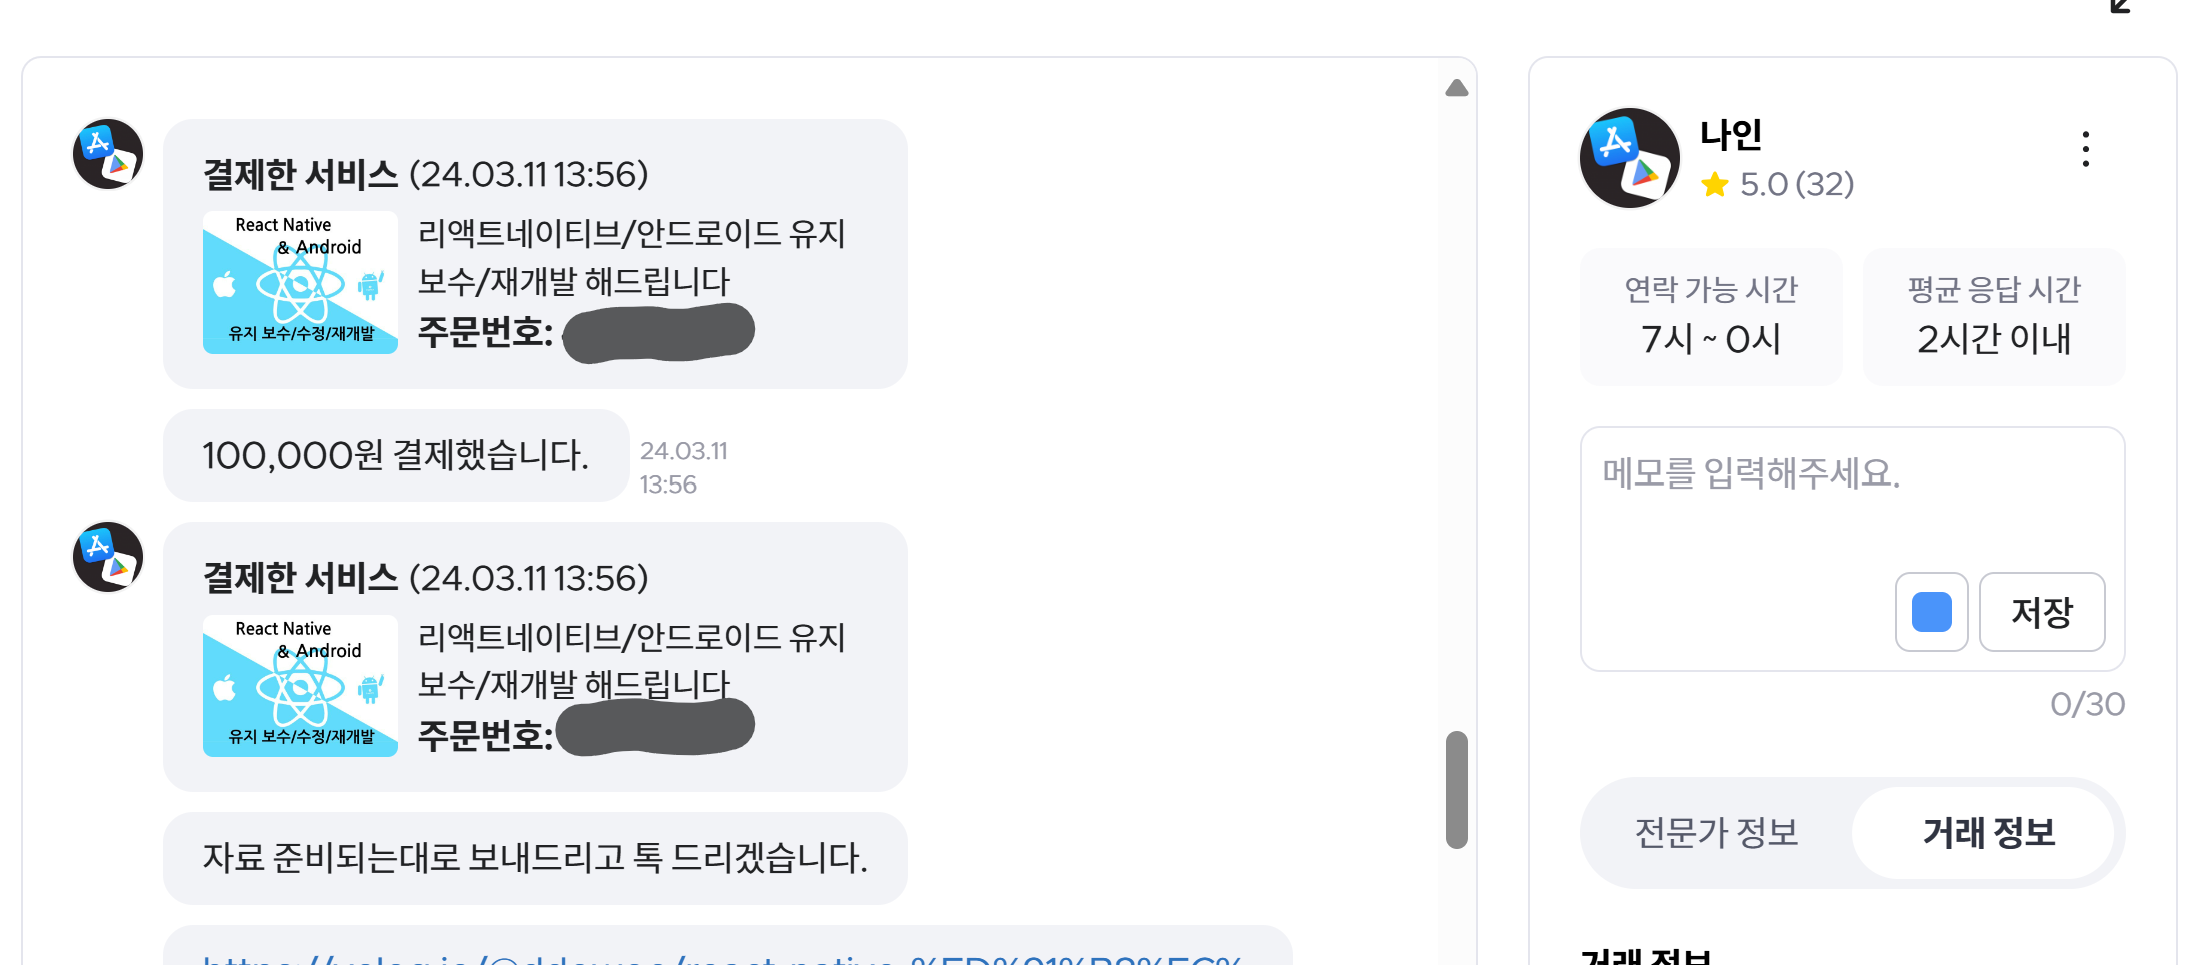 결제한 서비스 (24.03.11 13:56)
React Native
& Android
유지 보수/수정/재개발
리액트네이티브/안드로이드 유지
보수/재개발 해드립니다
주문번호:
100,000원 결제했습니다.
24.03.11
13:56
결제한 서비스 (24.03.11 13:56)
React Native
& Android
유지 보수/수정/재개발
리액트네이티브/안드로이드 유지
보수/재개발 해드립니다
주문번호:
자료 준비되는대로 보내드리고 톡 드리겠습니다.
나인
5.0 (32)
연락 가능 시간
7시 ~ 0시
평균 응답 시간
2시간 이내
메모를 입력해주세요.
저장
0/30
전문가 정보
거래 정보
거래 정보